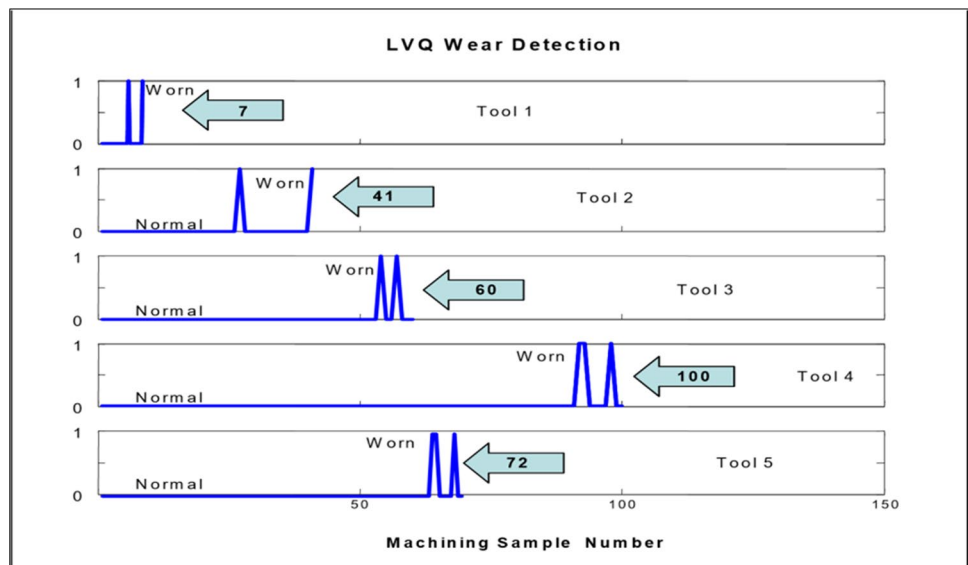 LVQ Wear Detection
1
Worn
7
Tool 1
0
1
Worn
41
Tool 2
Normal
0
1
Worn
60
Tool 3
Normal
0
1
Worn
100
Tool 4
Normal
0
1
Worn
72
Tool 5
Normal
0
50
100
150
Machining Sample Number